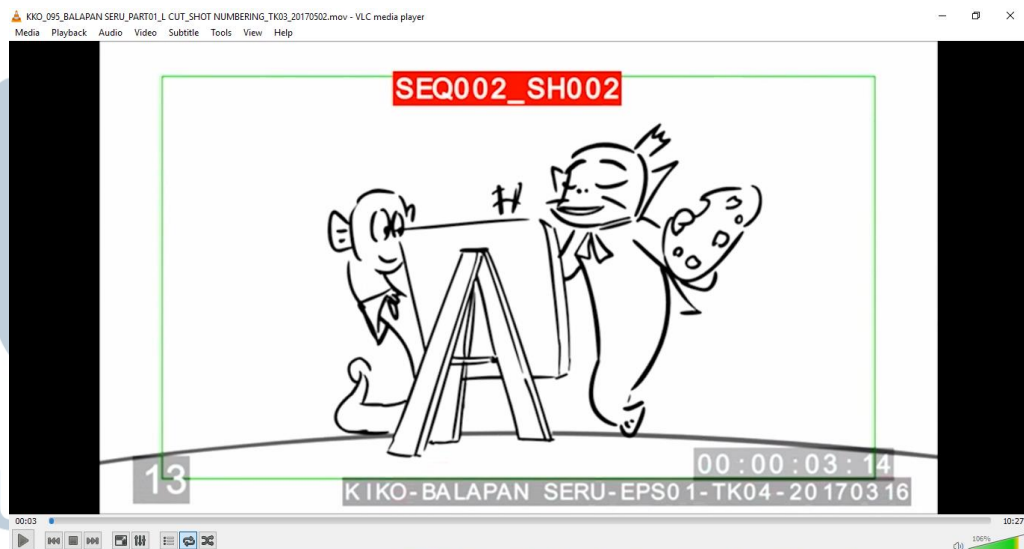 KKO_095_BALAPAN SERU_PART01_L CUT_SHOT NUMBERING_TK03_20170502.mov - VLC media player
Media Playback Audio Video Subtitle Tools View Help
SEQ002_SH002
00:00:03:14
13
KIKO-BALAPAN SERU-EPS01-TK04-20170316
00:03
10:27
106%